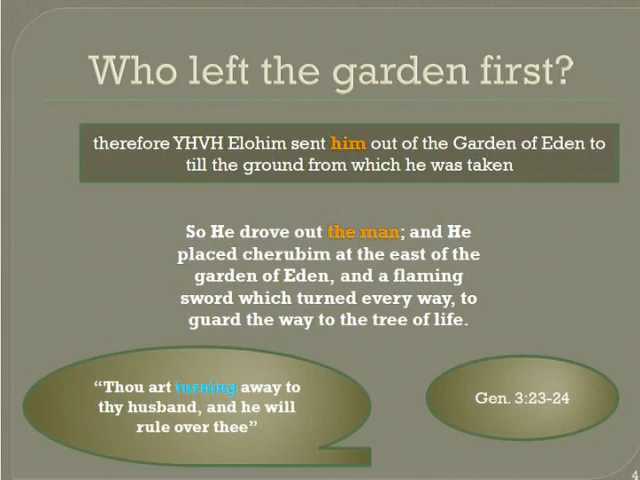 Who left the garden first?
therefore YHVH Elohim sent him out of the Garden of Eden to
till the ground from which he was taken
So He drove out the man; and He
placed cherubim at the east of the
garden of Eden, and a flaming
sword which turned every way, to
guard the way to the tree of life.
“Thou art turning away to
thy husband, and he will
rule over thee”
Gen. 3:23-24
4